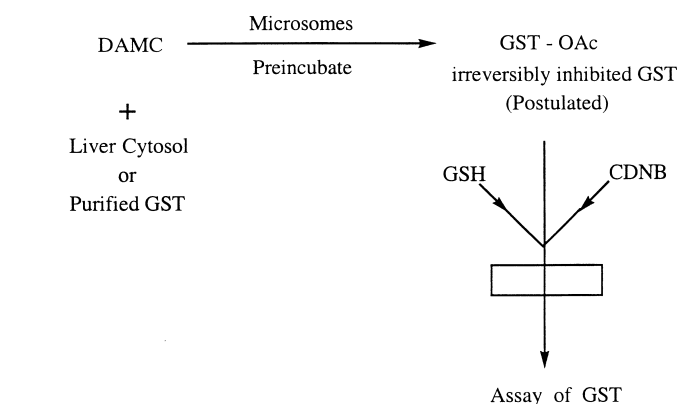 DAMC
Microsomes
Preincubate
GST - OAc
irreversibly inhibited GST
(Postulated)
+
Liver Cytosol
or
Purified GST
GSH
CDNB
Assay of GST